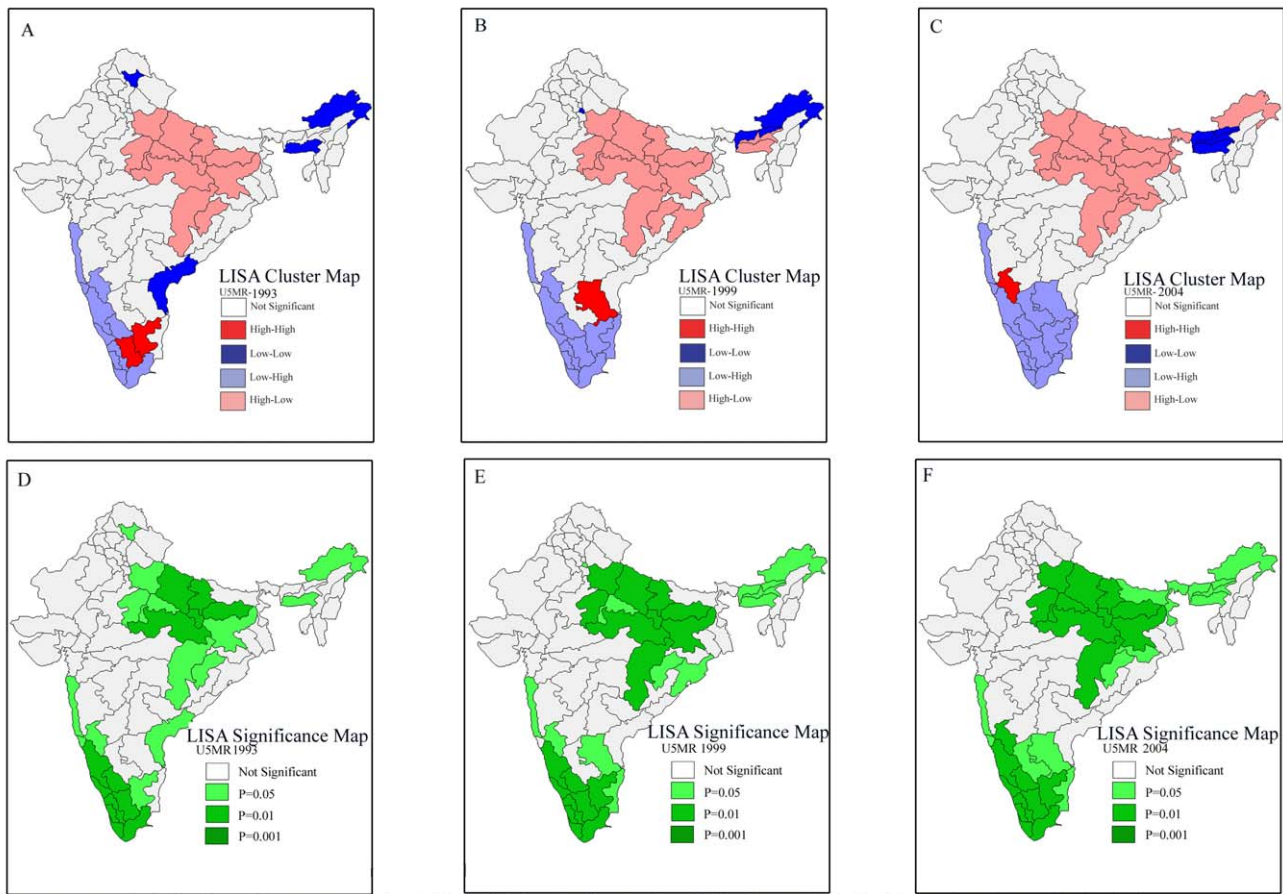 A
LISA Cluster Map
U5MR-1993
Not Significant
High-High
Low-Low
Low-High
High-Low
B
LISA Cluster Map
U5MR-1999
Not Significant
High-High
Low-Low
Low-High
High-Low
C
LISA Cluster Map
U5MR- 2004
Not Significant
High-High
Low-Low
Low-High
High-Low
D
LISA Significance Map
U5MR1993
Not Significant
P=0.05
P=0.01
P=0.001
E
LISA Significance Map
U5MR 1999
Not Significant
P=0.05
P=0.01
P=0.001
F
LISA Significance Map
U5MR 2004
Not Significant
P=0.05
P=0.01
P=0.001